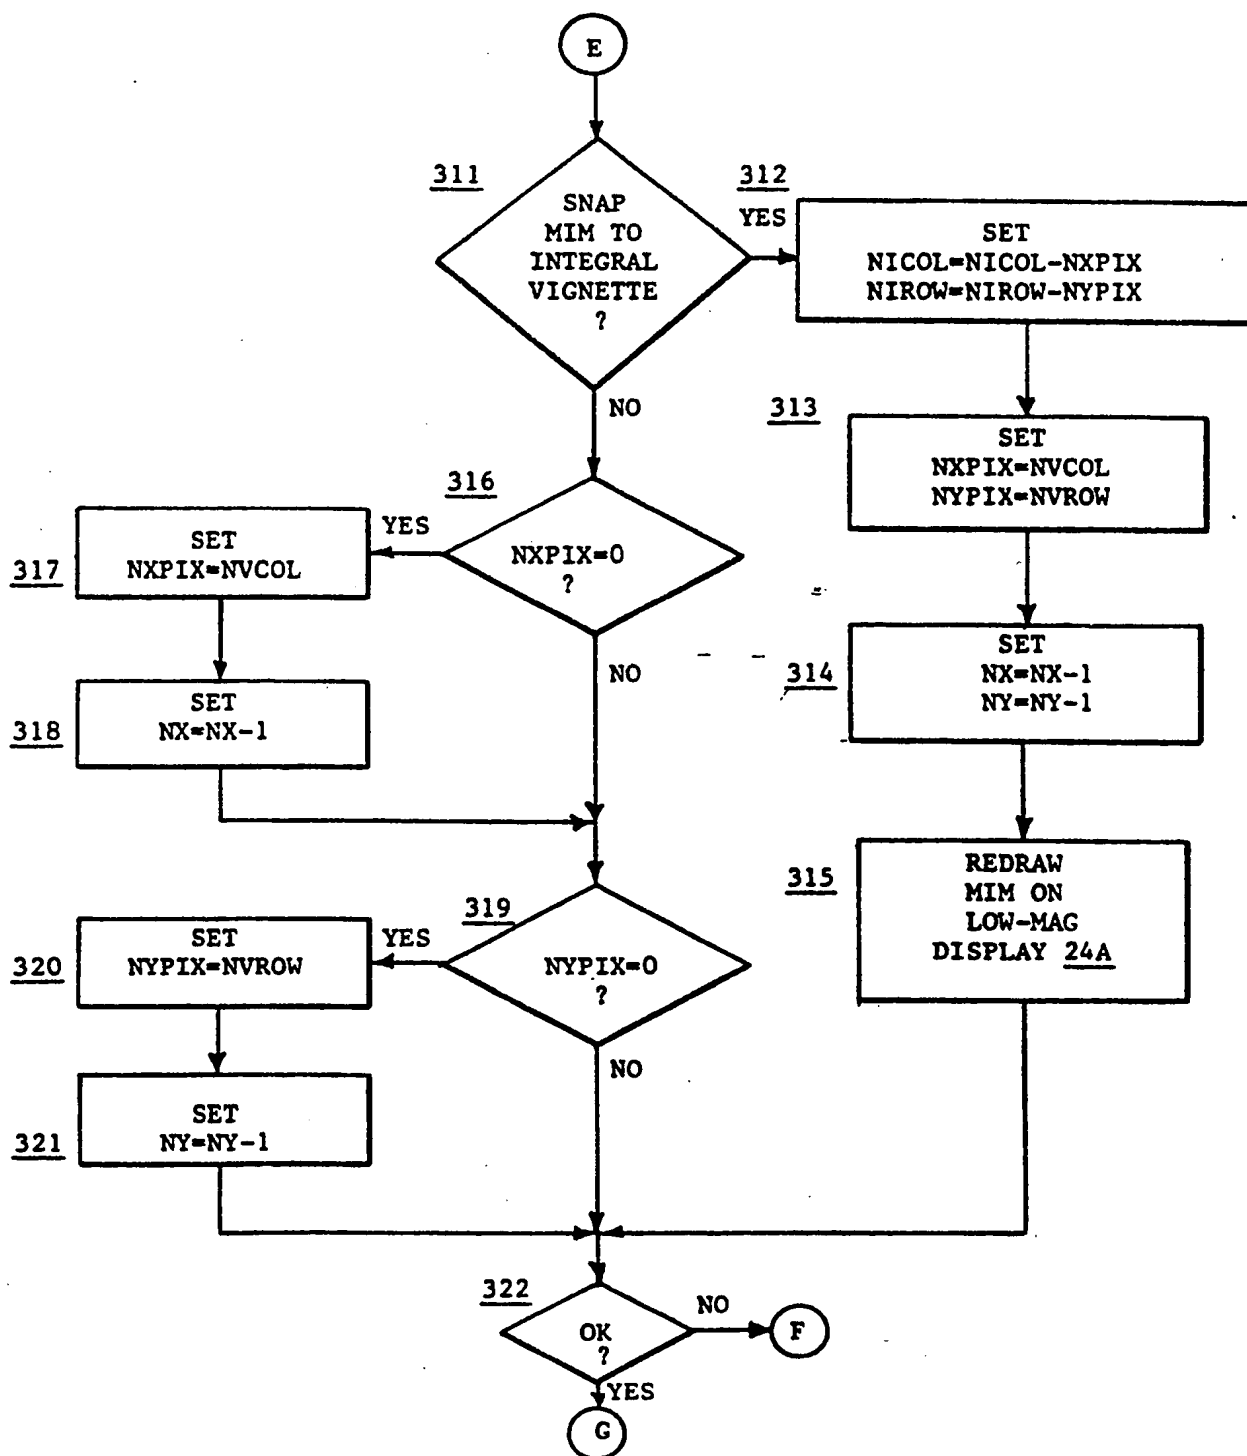 E
311
SNAP
MIM TO
INTEGRAL
VIGNETTE
?
YES
312
SET
NICOL=NICOL-NXPIX
NIROW=NIROW-NYPIX
NO
313
SET
NXPIX=NVCOL
NYPIX=NVROW
316
NXPIX=0
?
YES
317
SET
NXPIX=NVCOL
NO
314
SET
NX=NX-1
NY=NY-1
318
SET
NX=NX-1
315
REDRAW
MIM ON
LOW-MAG
DISPLAY 24A
319
NYPIX=0
?
YES
320
SET
NYPIX=NVROW
NO
321
SET
NY=NY-1
322
OK
?
NO
F
YES
G